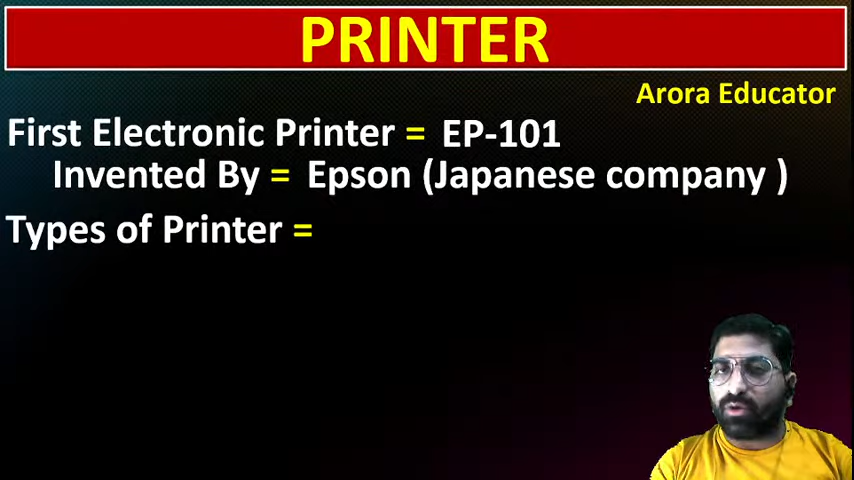 PRINTER
Arora Educator
First Electronic Printer = EP-101
Invented By = Epson (Japanese company )
Types of Printer =